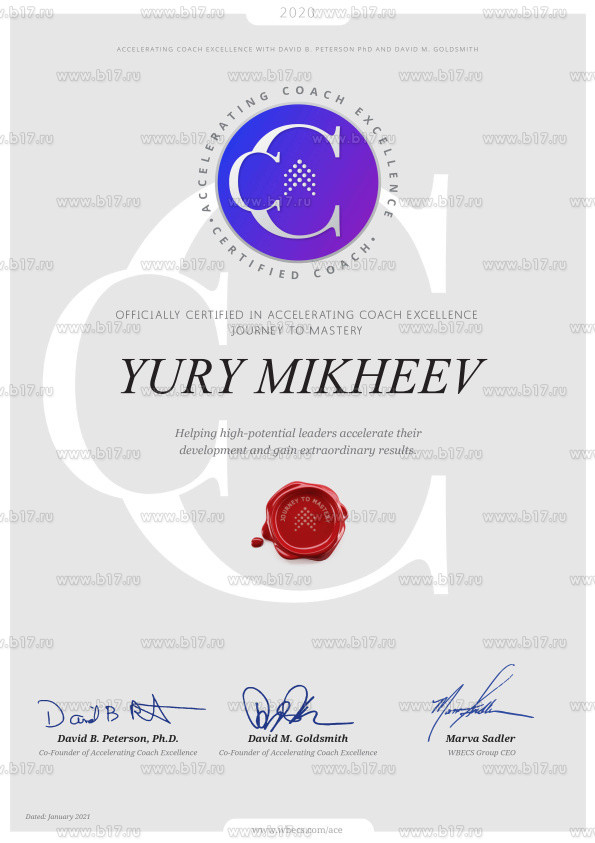 2020
ACCELERATING COACH EXCELLENCE WITH DAVID B. PETERSON PhD AND DAVID M. GOLDSMITH
ACCELERATING COACH EXCELLENCE
•CERTIFIED COACH•
OFFICIALLY CERTIFIED IN ACCELERATING COACH EXCELLENCE
JOURNEY TO MASTERY
YURY MIKHEEV
Helping high-potential leaders accelerate their
development and gain extraordinary results.
JOURNEY TO MASTERY
David B. Peterson, Ph.D.
Co-Founder of Accelerating Coach Excellence
David M. Goldsmith
Co-Founder of Accelerating Coach Excellence
Marva Sadler
WBECS Group CEO
Dated: January 2021
www.wbecs.com/ace
www.b17.ru